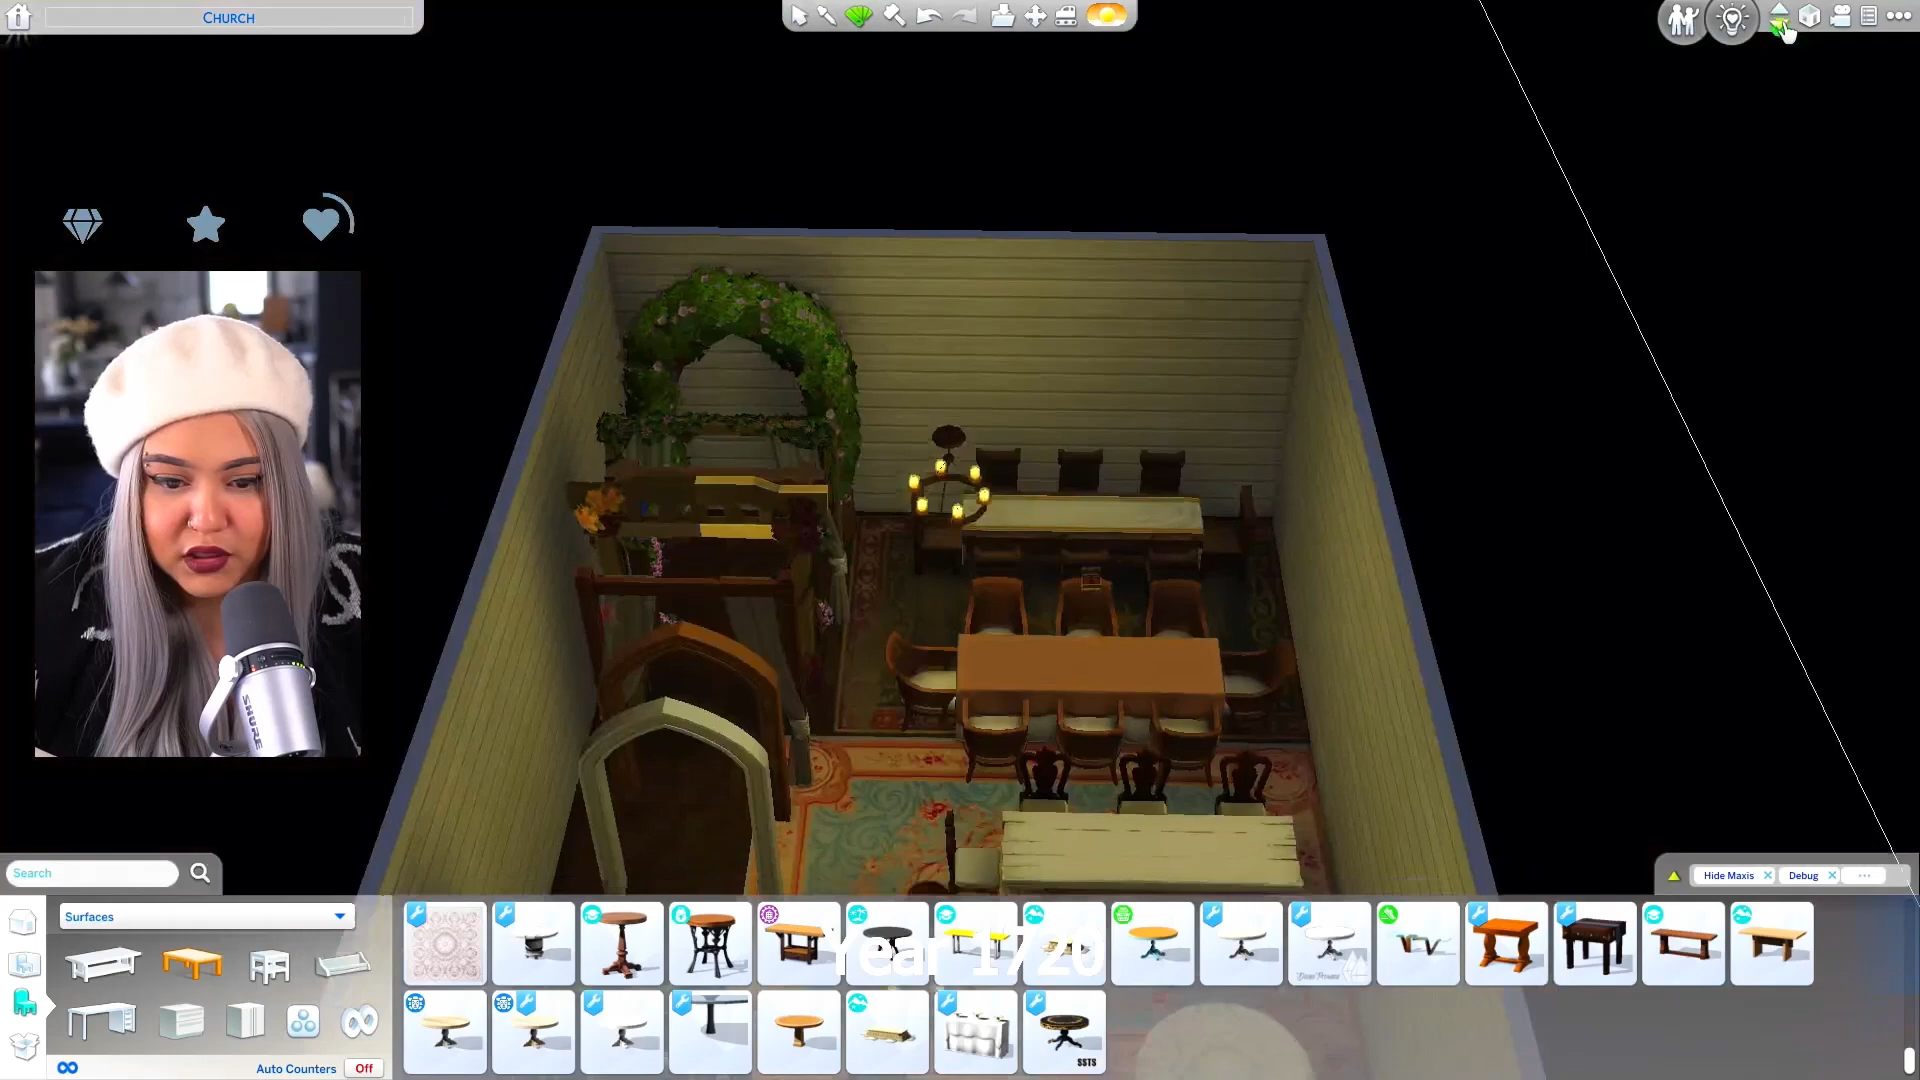 CHURCH
SHURE
Search
Hide Maxis
Debug
Surfaces
Year 1720
SSTS
Auto Counters
Off